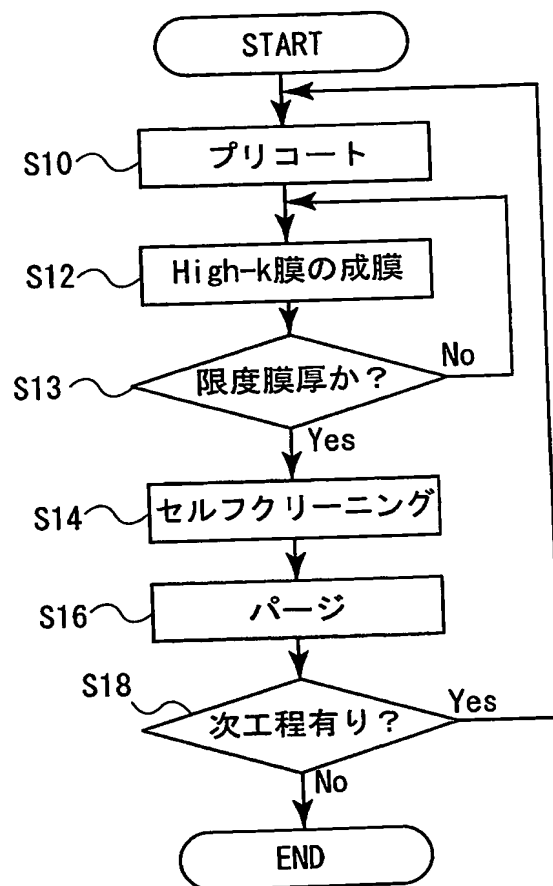 START
S10
プリコート
S12
High-k膜の成膜
S13
限度膜厚か?
No
Yes
S14
セルフクリーニング
S16
パージ
S18
次工程有り?
Yes
No
END